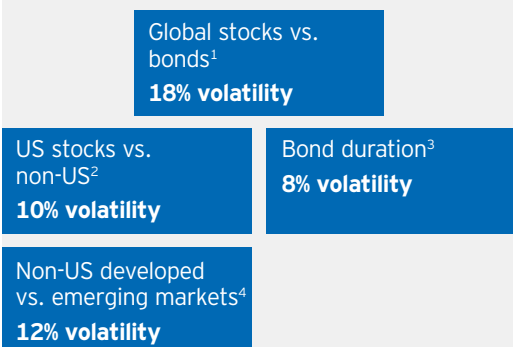 Global stocks vs.
bonds¹
18% volatility
US stocks vs.
non-US²
10% volatility
Bond duration³
8% volatility
Non-US developed
vs. emerging markets⁴
12% volatility